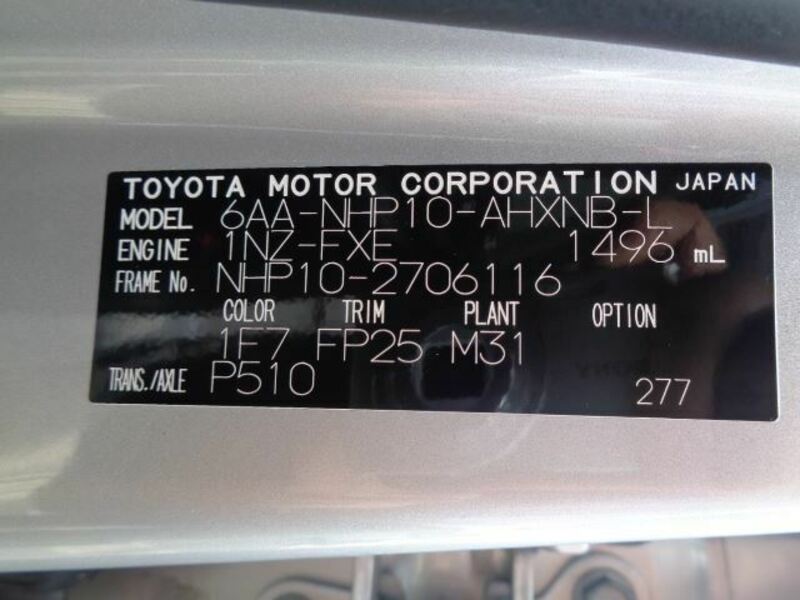 TOYOTA MOTOR CORPORATION JAPAN
MODEL 6AA-NHP10-AHXNB-L
ENGINE 1NZ-FXE 1496 mL
FRAME No. NHP10-2706116
COLOR TRIM PLANT OPTION
1F7 FP25 M31
TRANS./AXLE P510
277